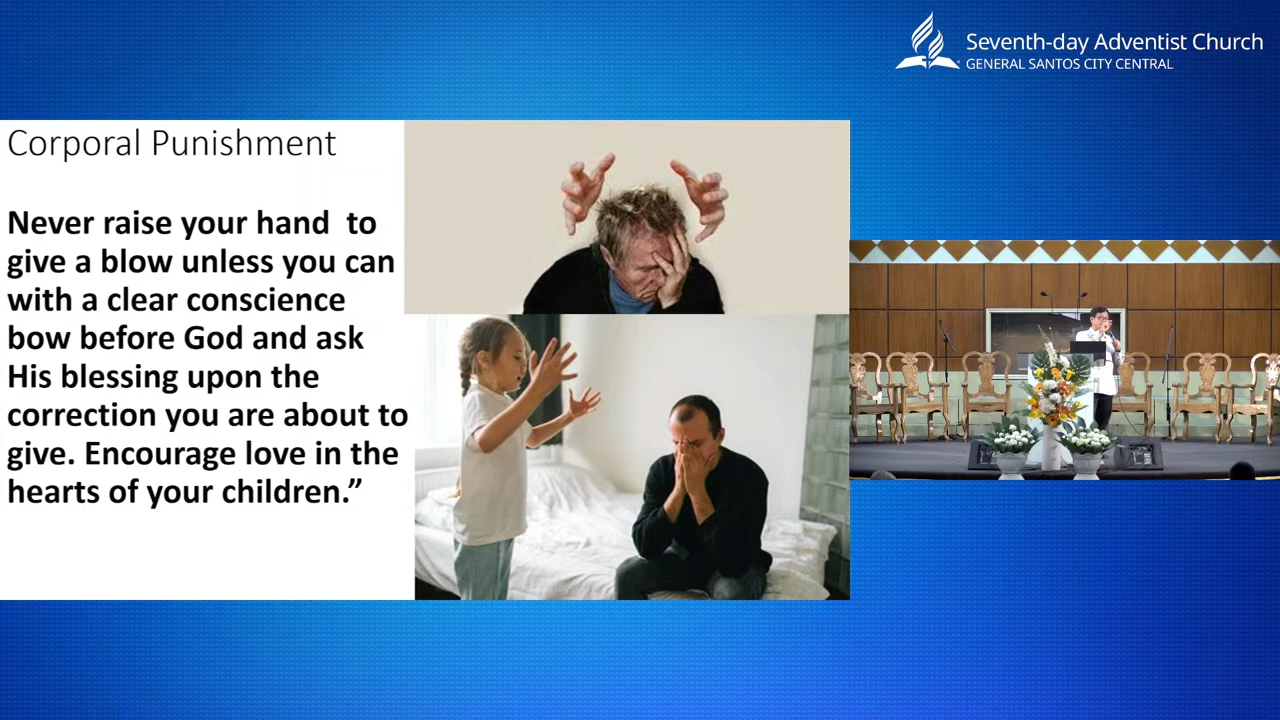 Seventh-day Adventist Church
GENERAL SANTOS CITY CENTRAL
Corporal Punishment
Never raise your hand  to
give a blow unless you can
with a clear conscience
bow before God and ask
His blessing upon the
correction you are about to
give. Encourage love in the
hearts of your children.”